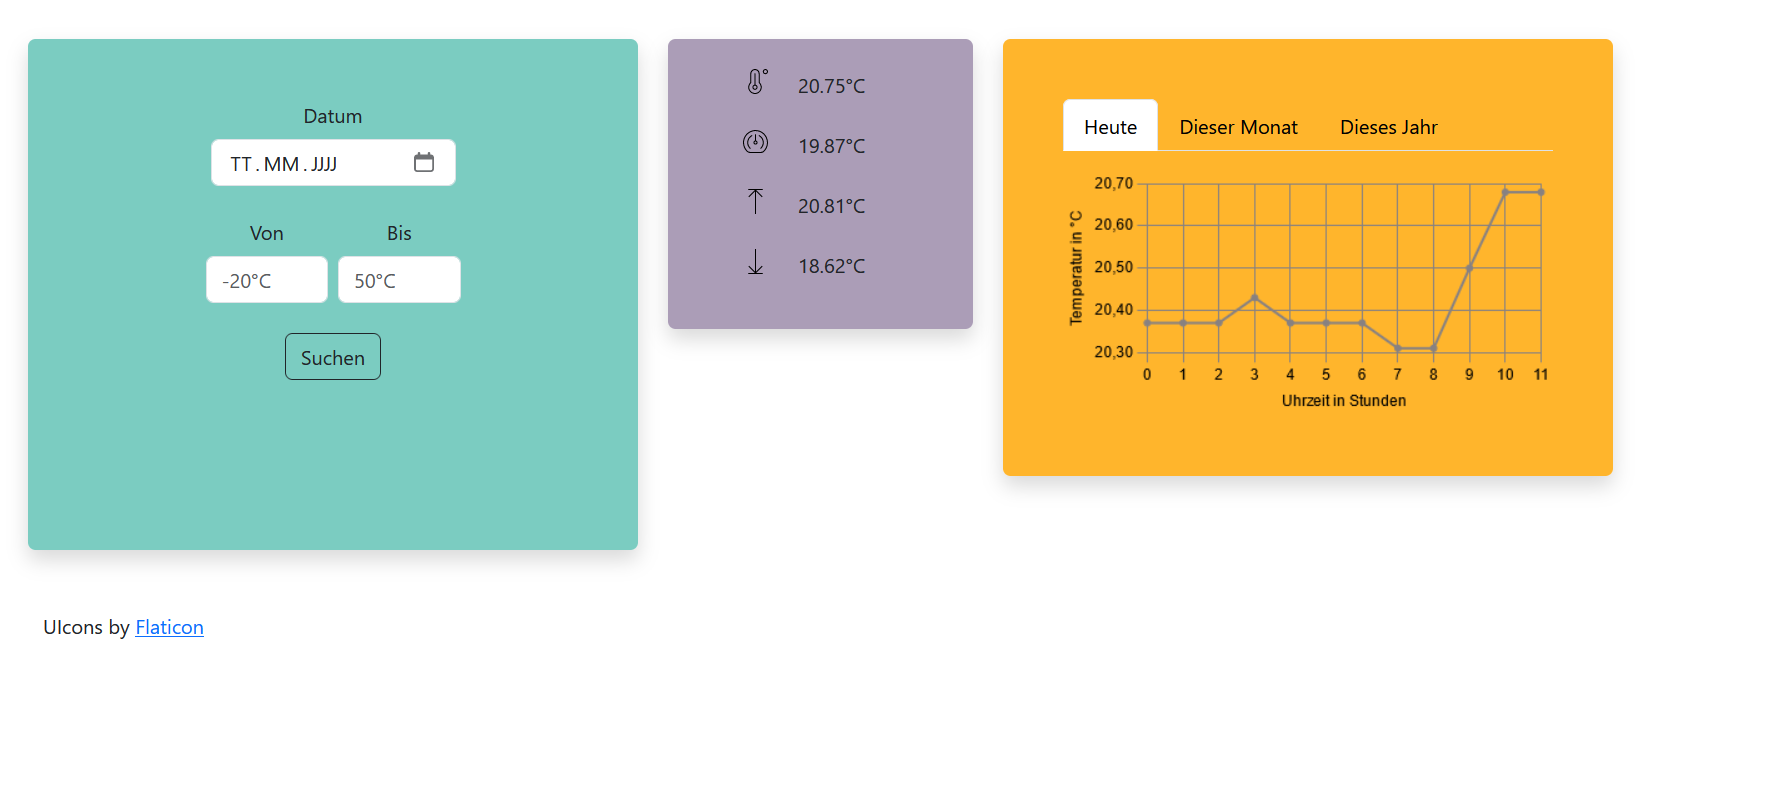 Datum
TT.MM.JJJJ
Von Bis
-20°C 50°C
Suchen
20.75°C
19.87°C
20.81°C
18.62°C
Heute Dieser Monat Dieses Jahr
20,70
20,60
20,50
20,40
20,30
Temperatur in °C
0 1 2 3 4 5 6 7 8 9 10 11
Uhrzeit in Stunden
UIcons by Flaticon